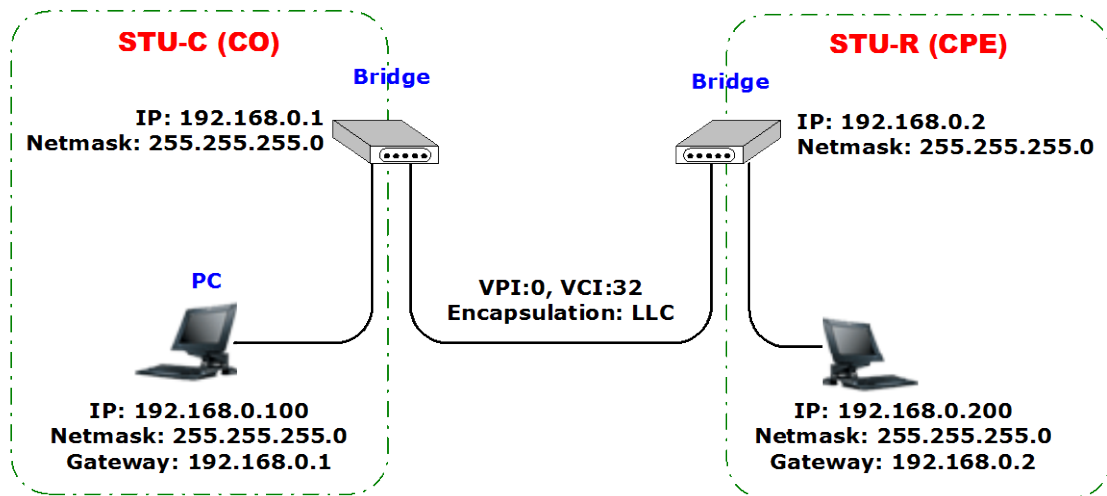 STU-C (CO)
Bridge
IP: 192.168.0.1
Netmask: 255.255.255.0
PC
IP: 192.168.0.100
Netmask: 255.255.255.0
Gateway: 192.168.0.1
VPI:0, VCI:32
Encapsulation: LLC
STU-R (CPE)
Bridge
IP: 192.168.0.2
Netmask: 255.255.255.0
IP: 192.168.0.200
Netmask: 255.255.255.0
Gateway: 192.168.0.2